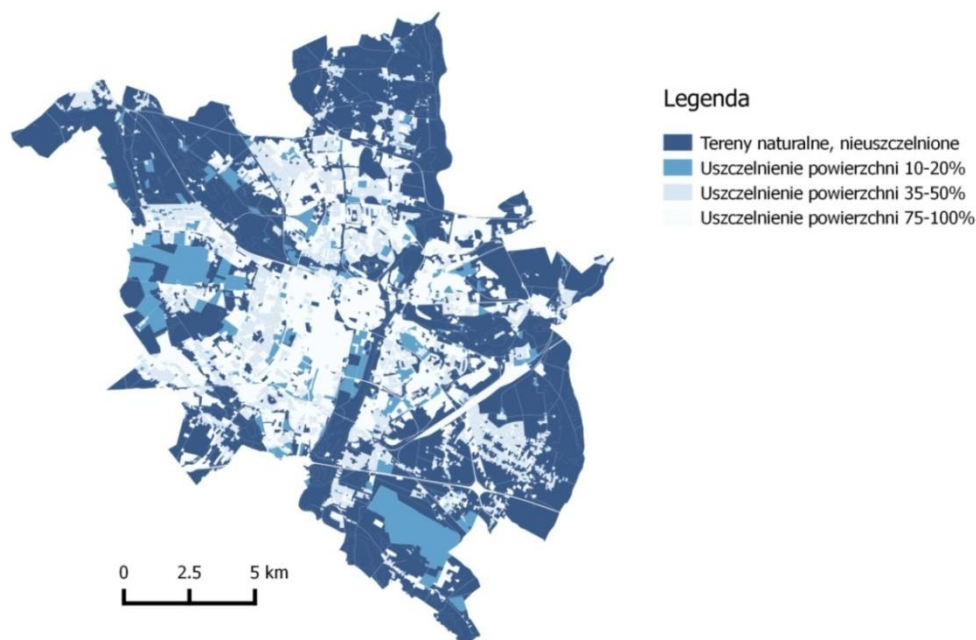 Legenda
Tereny naturalne, nieuszczelnione
Uszczelnienie powierzchni 10-20%
Uszczelnienie powierzchni 35-50%
Uszczelnienie powierzchni 75-100%
0 2.5 5 km